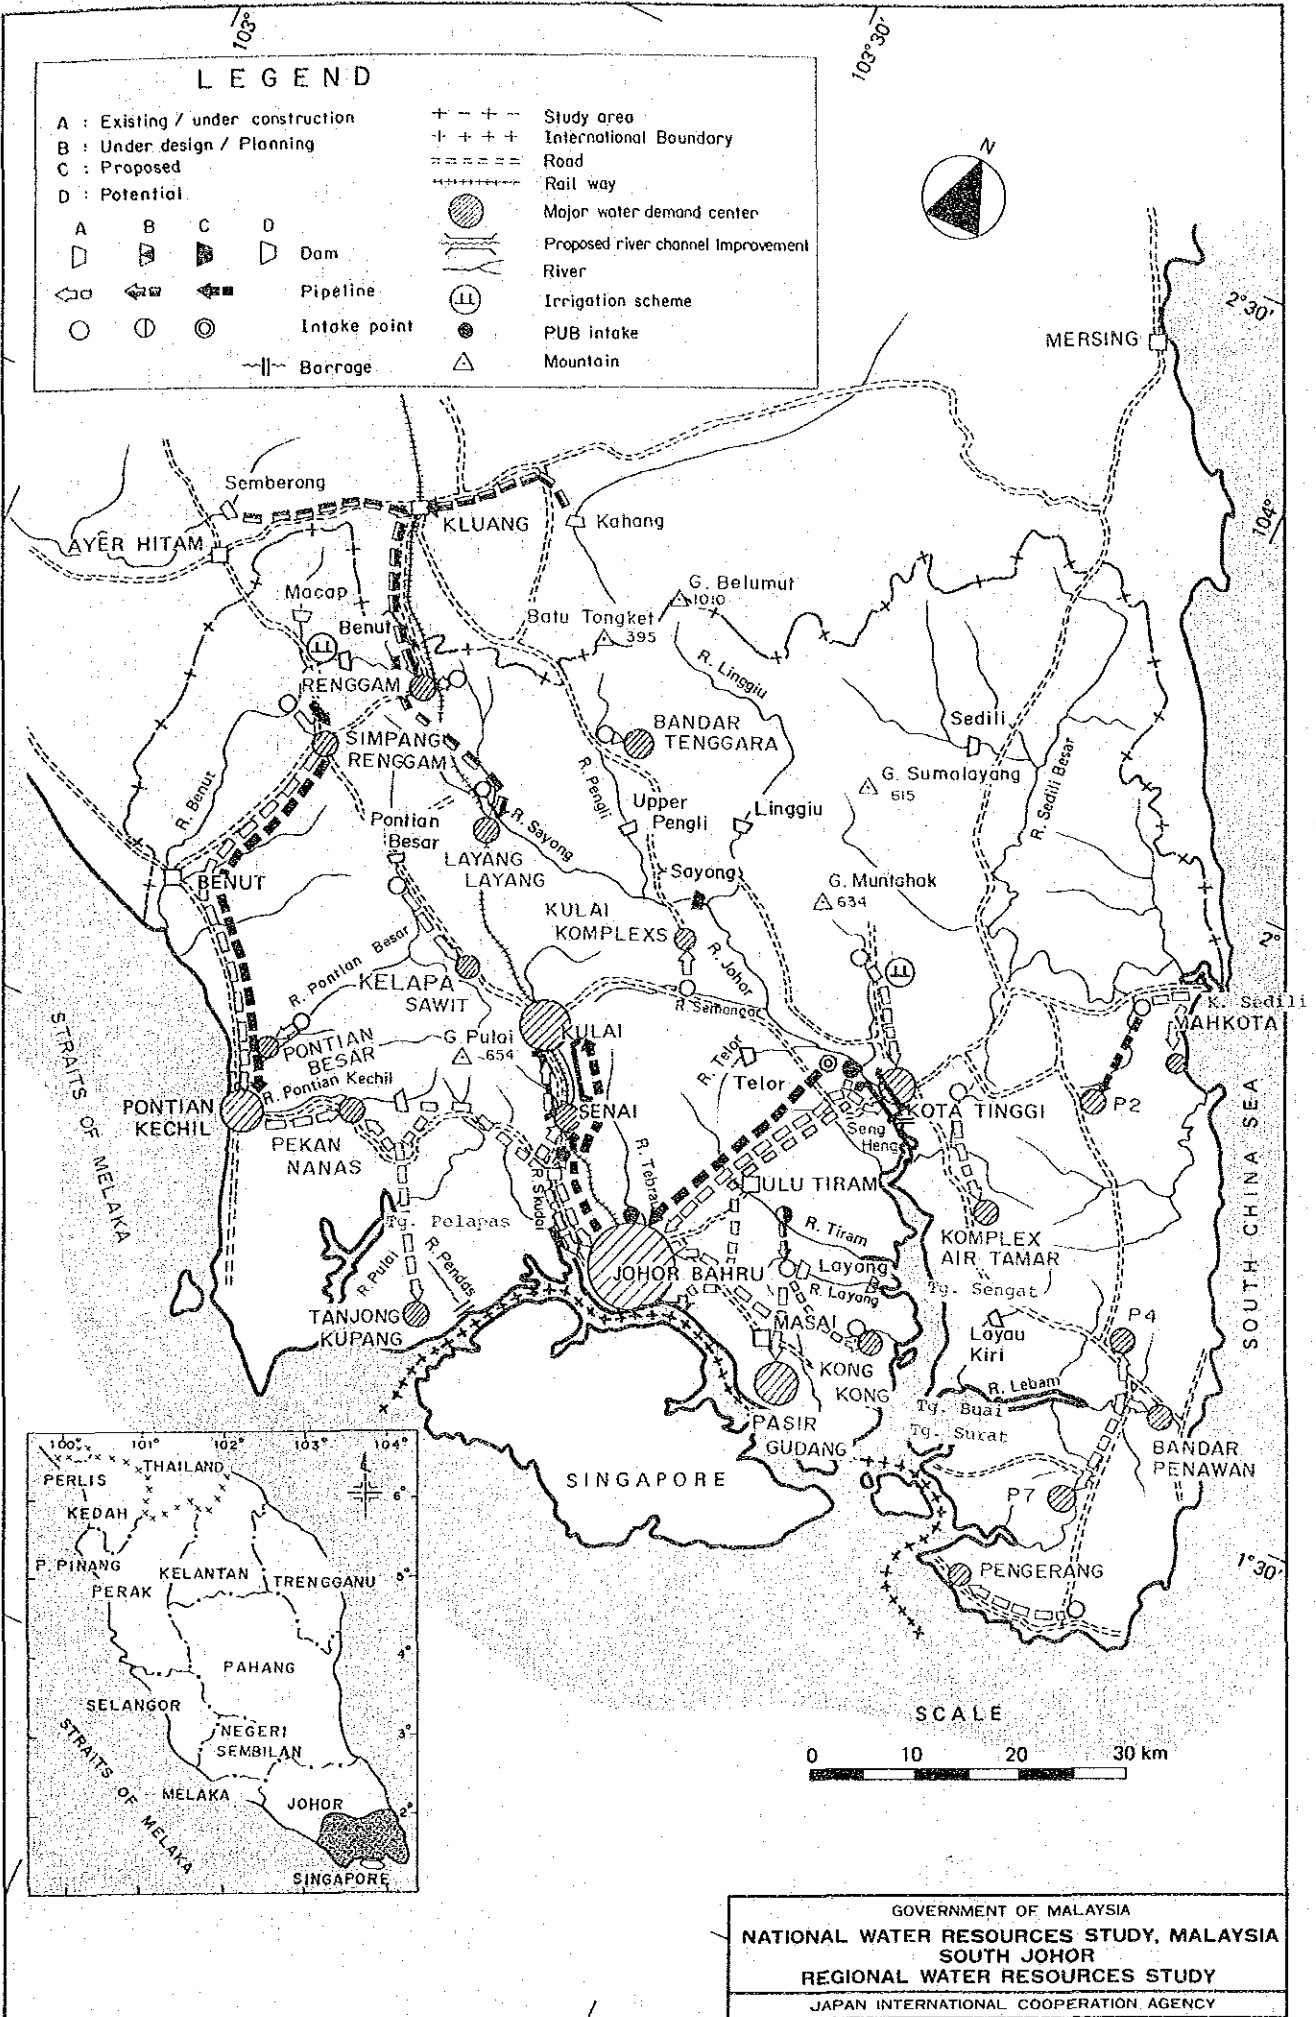 103°
103°30'
LEGEND
A : Existing / under construction
B : Under design / Planning
C : Proposed
D : Potential
A B C D
Dam
Pipeline
Intake point
Barrage
Study area
International Boundary
Road
Rail way
Major water demand center
Proposed river channel Improvement
River
Irrigation scheme
PUB intake
Mountain
N
2°30'
MERSING
104°
Semberong
KLUANG
Kahang
AYER HITAM
Macap
G. Belumut
1010
Batu Tongket
395
Benut
R. Linggiu
RENGGAM
BANDAR
TENGGARA
Sedili
SIMPANG
RENGGAM
R. Pengli
G. Sumalayang
615
R. Benut
R. Sedili Besar
Pontian
Besar
R. Sayong
Upper
Pengli
Linggiu
LAYANG
LAYANG
BENUT
Sayong
G. Muntahak
634
KULAI
KOMPLEXS
2°
R. Pontian Besar
KELAPA
SAWIT
R. Johor
R. Semangar
K. Sedili
MAHKOTA
STRAITS OF MELAKA
PONTIAN
BESAR
G. Pulai
654
KULAI
R. Telor
Telor
R. Pontian Kechil
PONTIAN
KECHIL
SENAI
KOTA TINGGI
P2
PEKAN
NANAS
Seng
Heng
R. Tebrau
R. Skudai
ULU TIRAM
SOUTH CHINA SEA
Tg. Pelapas
R. Tiram
KOMPLEX
AIR TAMAR
R. Pulai
R. Pendas
JOHOR BAHRU
Layang
R. Layang
Tg. Sengat
TANJONG
KUPANG
MASAI
Layau
Kiri
P4
KONG
KONG
R. Lebam
Tg. Buai
Tg. Surat
PASIR
GUDANG
BANDAR
PENAWAN
SINGAPORE
P7
PENGERANG
1°30'
100° 101° 102° 103° 104°
THAILAND
PERLIS
6°
KEDAH
P. PINANG
KELANTAN
TRENGGANU
5°
PERAK
4°
PAHANG
SELANGOR
NEGERI
SEMBILAN
3°
STRAITS OF MELAKA
MELAKA
JOHOR
2°
SINGAPORE
SCALE
0 10 20 30 km
GOVERNMENT OF MALAYSIA
NATIONAL WATER RESOURCES STUDY, MALAYSIA
SOUTH JOHOR
REGIONAL WATER RESOURCES STUDY
JAPAN INTERNATIONAL COOPERATION AGENCY